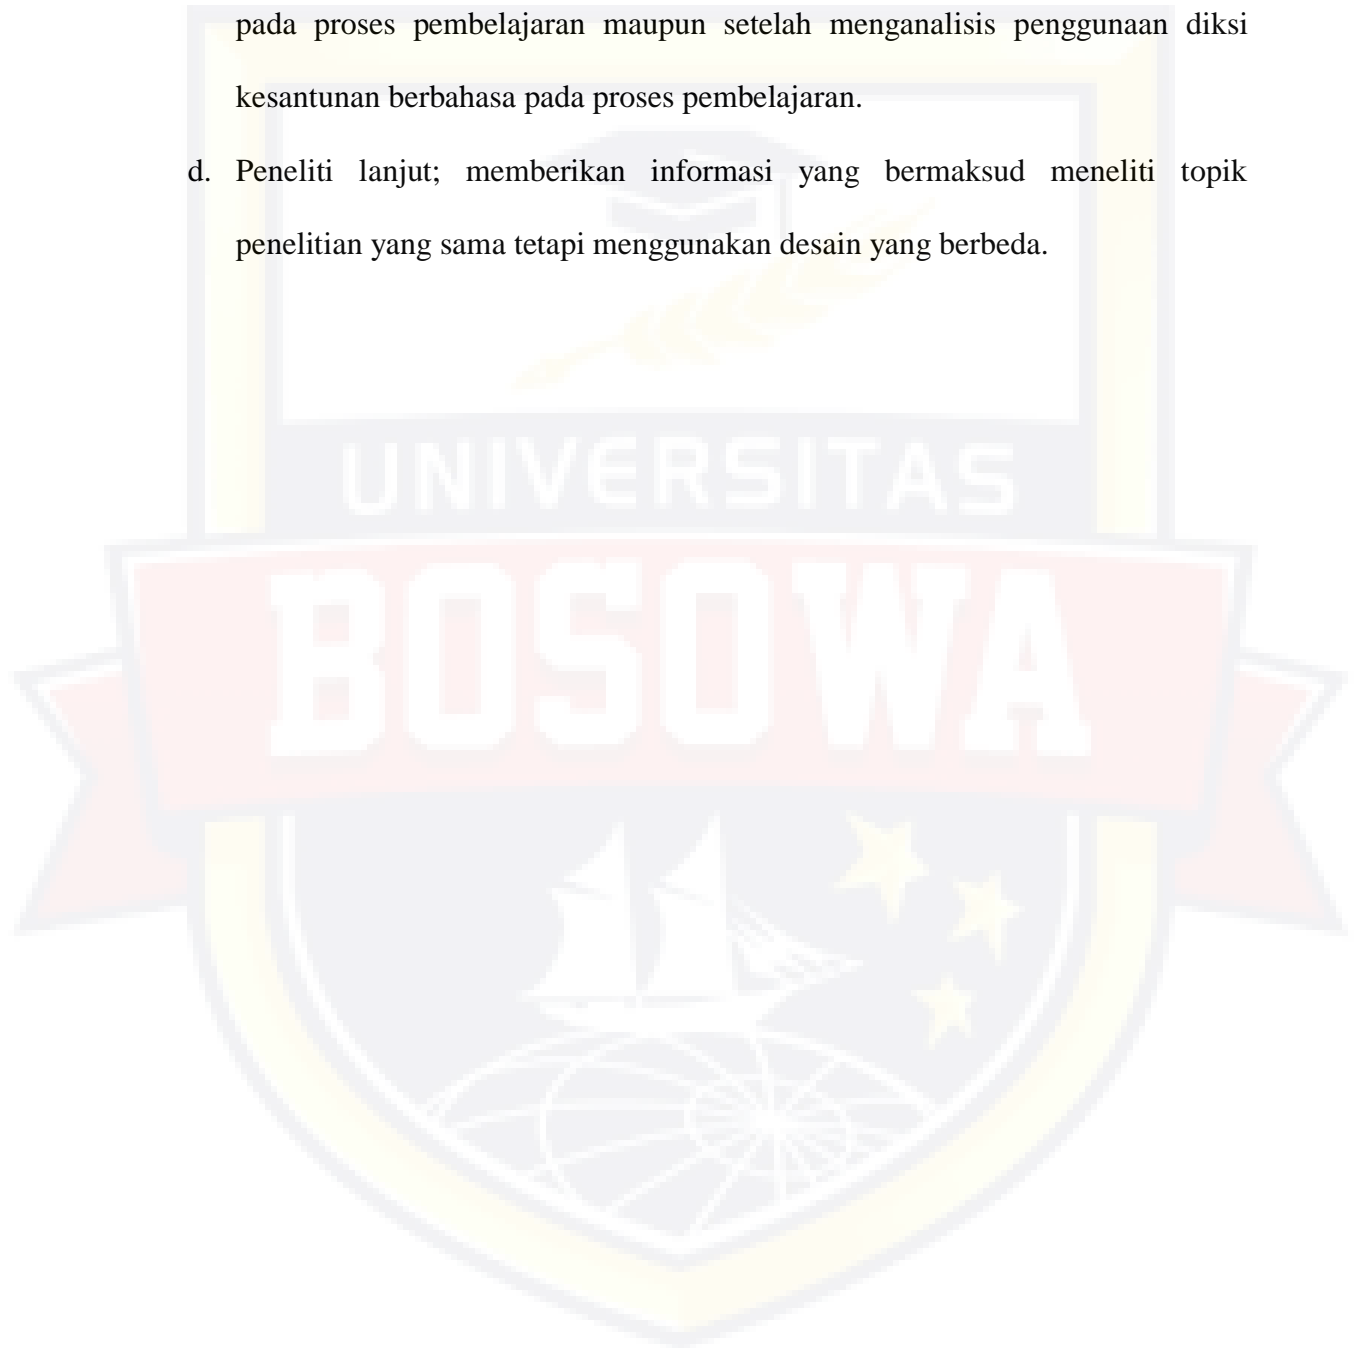 pada proses pembelajaran maupun setelah menganalisis penggunaan diksi
kesantunan berbahasa pada proses pembelajaran.
d. Peneliti lanjut; memberikan informasi yang bermaksud meneliti topik
penelitian yang sama tetapi menggunakan desain yang berbeda.
UNIVERSITAS
BOSOWA